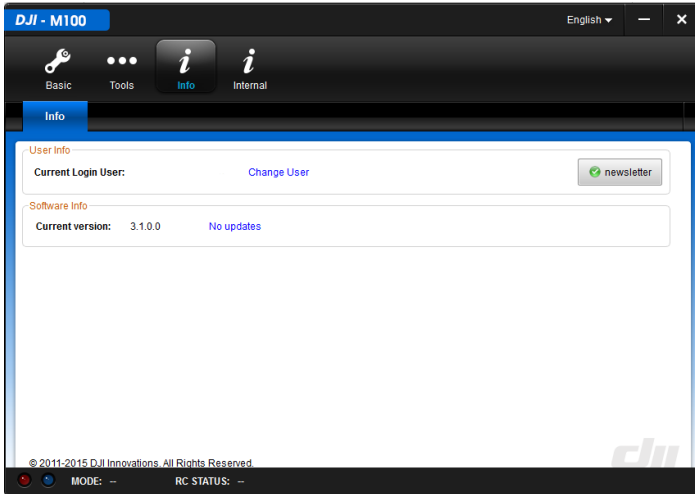 DJI - M100 English
Basic Tools Info Internal
Info
User Info
Current Login User: Change User newsletter
Software Info
Current version: 3.1.0.0 No updates
© 2011-2015 DJI Innovations. All Rights Reserved.
dji
MODE: -- RC STATUS: --